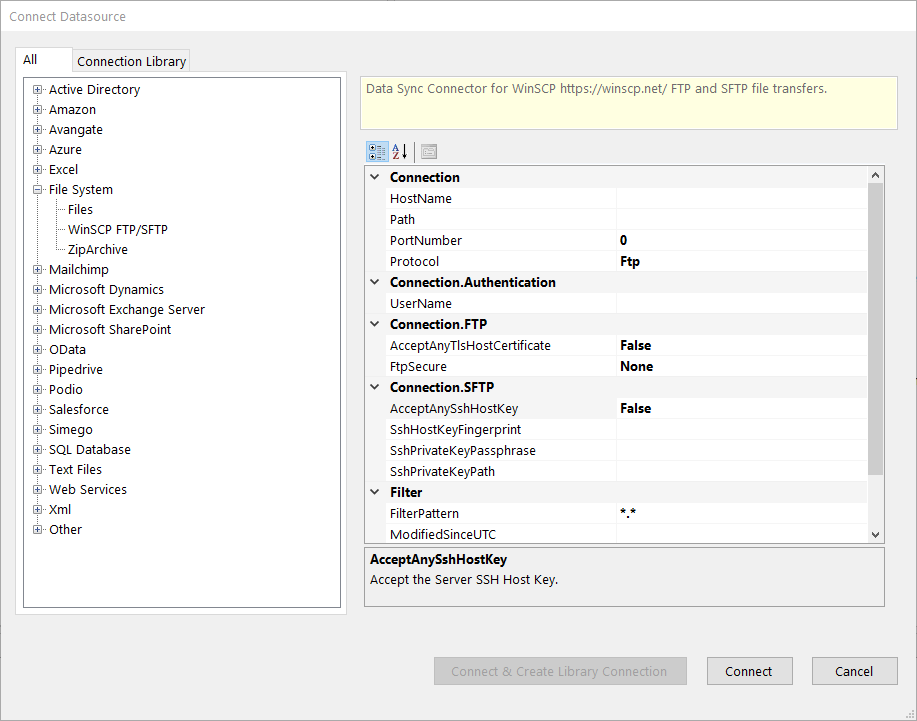 Connect Datasource
All
Connection Library
Active Directory
Amazon
Avangate
Azure
Excel
File System
Files
WinSCP FTP/SFTP
ZipArchive
Mailchimp
Microsoft Dynamics
Microsoft Exchange Server
Microsoft SharePoint
OData
Pipedrive
Podio
Salesforce
Simego
SQL Database
Text Files
Web Services
Xml
Other
Data Sync Connector for WinSCP https://winscp.net/ FTP and SFTP file transfers.
Connection
HostName
Path
PortNumber 0
Protocol Ftp
Connection.Authentication
UserName
Connection.FTP
AcceptAnyTlsHostCertificate False
FtpSecure None
Connection.SFTP
AcceptAnySshHostKey False
SshHostKeyFingerprint
SshPrivateKeyPassphrase
SshPrivateKeyPath
Filter
FilterPattern *.*
ModifiedSinceUTC
AcceptAnySshHostKey
Accept the Server SSH Host Key.
Connect & Create Library Connection
Connect
Cancel